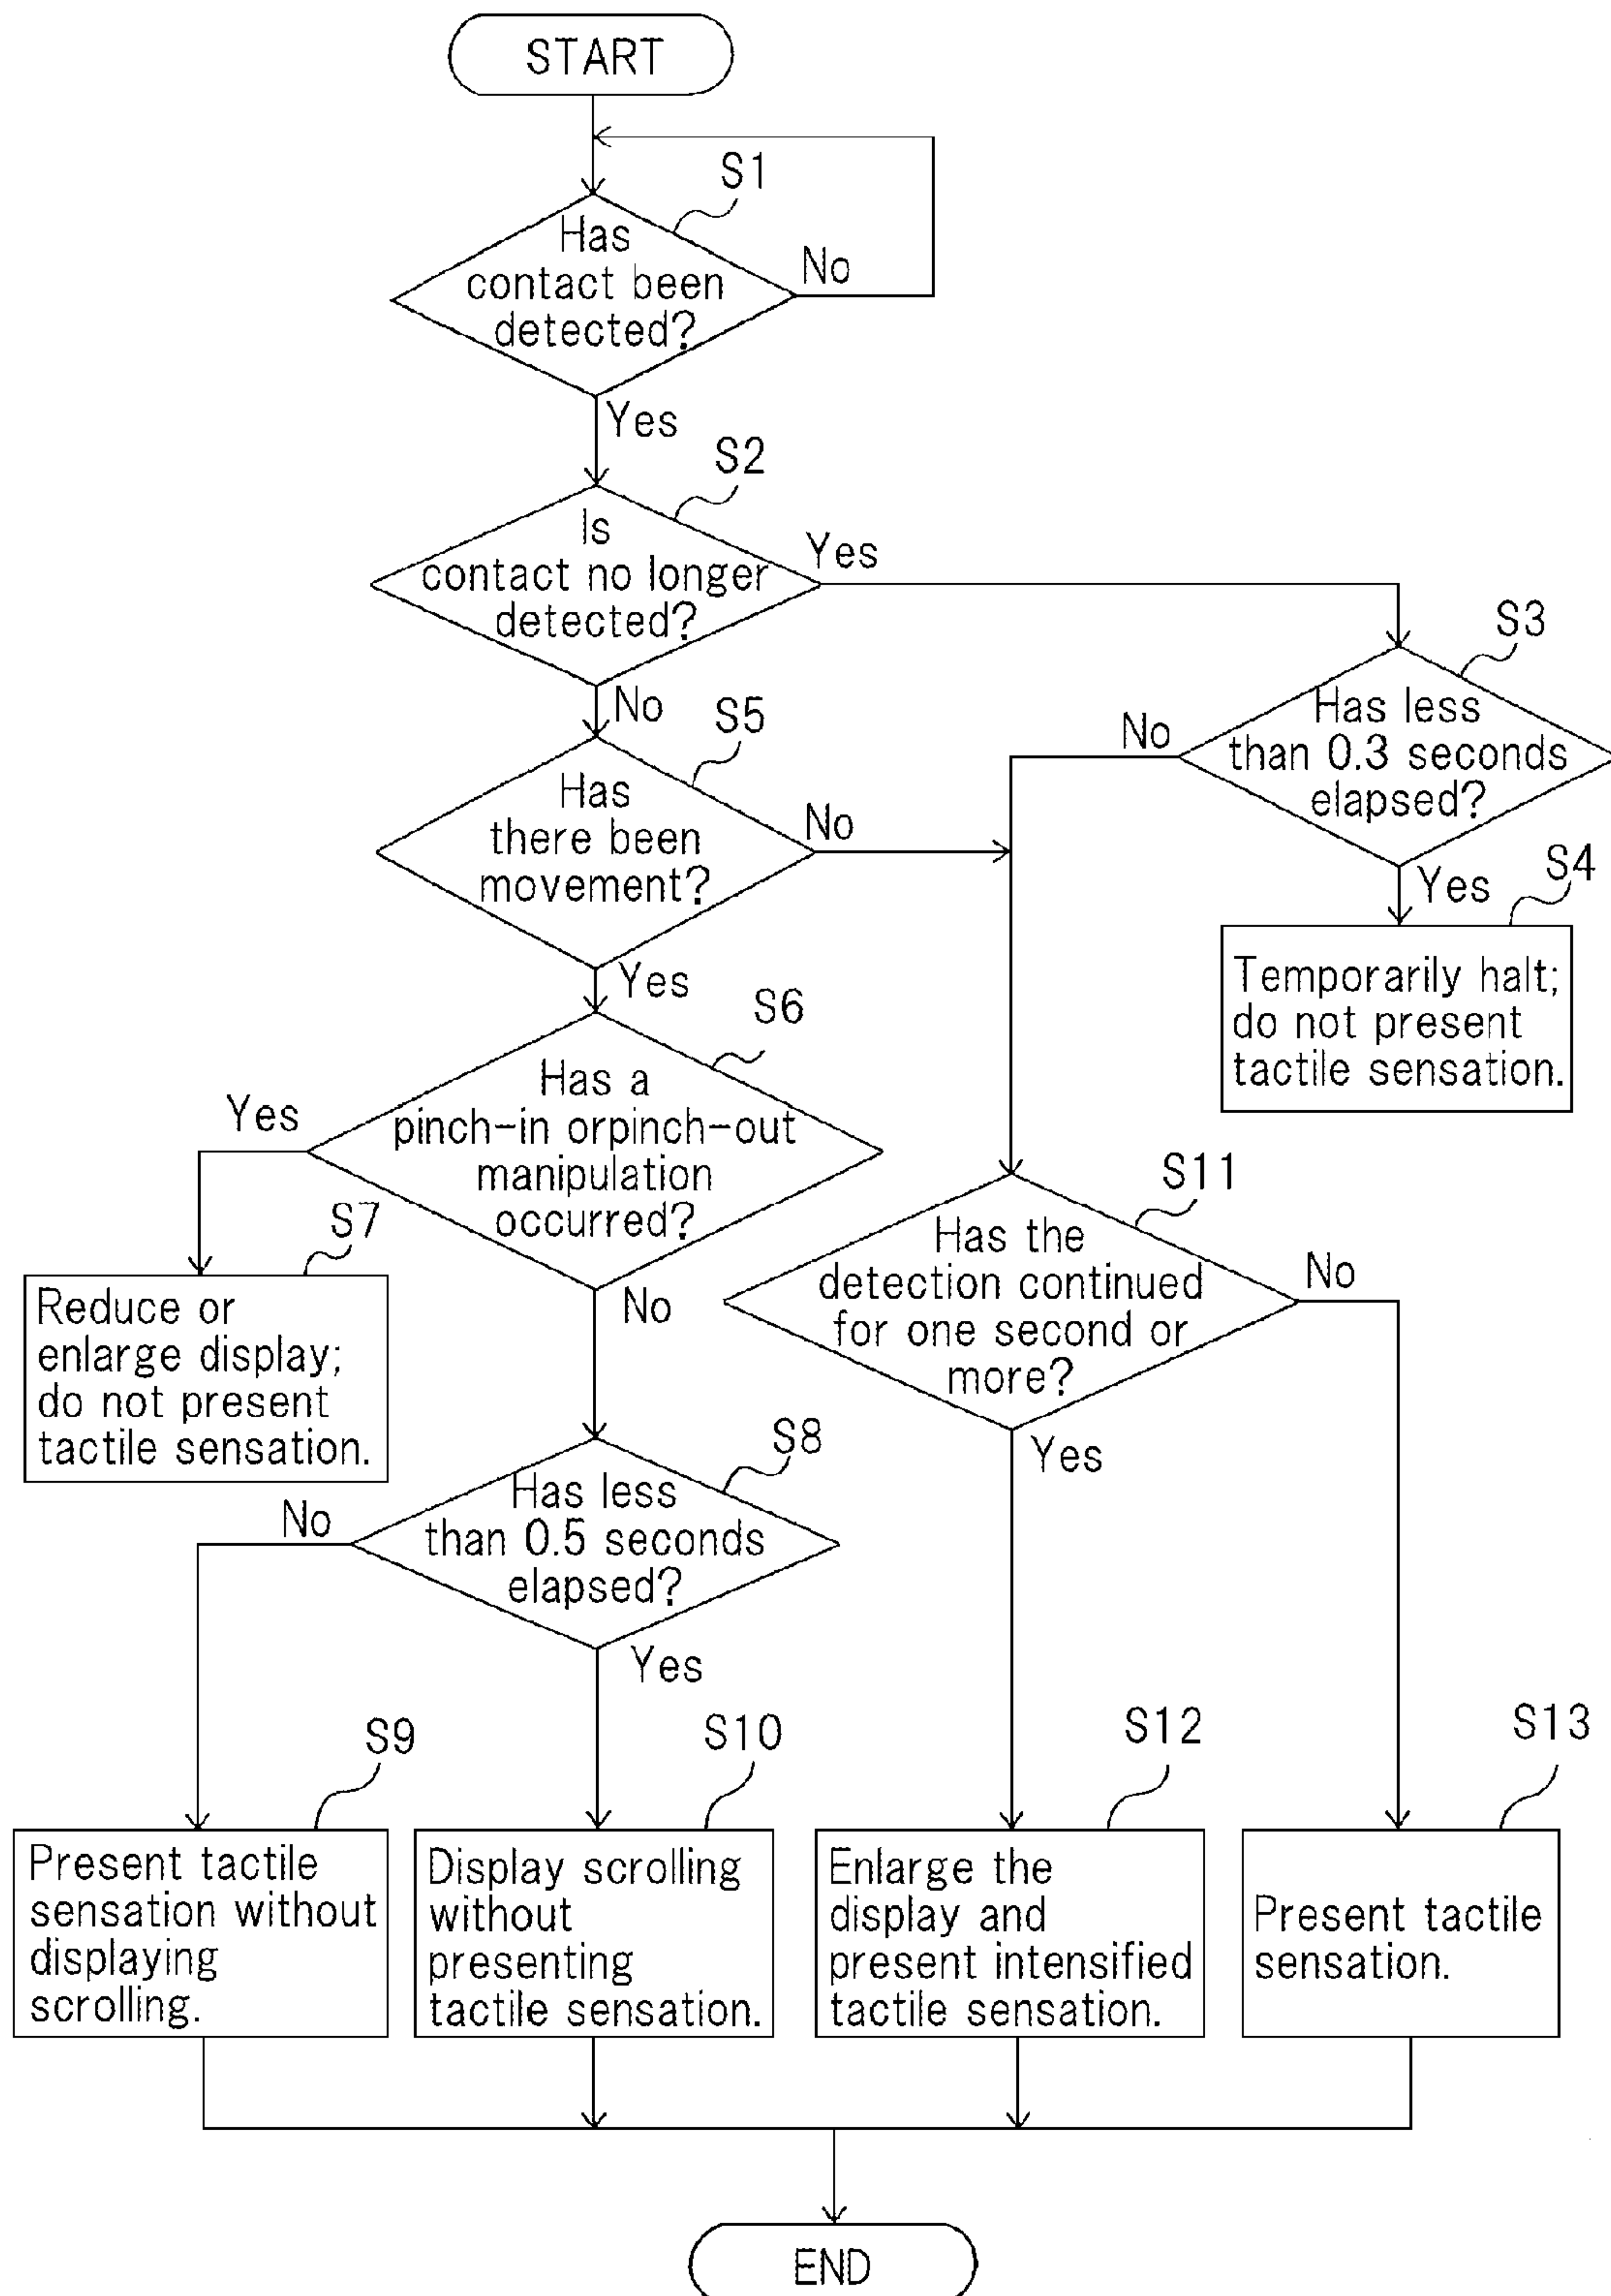 START
S1
Has
contact been
detected?
No
Yes
S2
Is
contact no longer
detected?
Yes
No
S3
Has less
than 0.3 seconds
elapsed?
No
Yes
S4
Temporarily halt;
do not present
tactile sensation.
S5
Has
there been
movement?
No
Yes
S6
Has a
pinch-in orpinch-out
manipulation
occurred?
Yes
No
S7
Reduce or
enlarge display;
do not present
tactile sensation.
S11
Has the
detection continued
for one second or
more?
No
Yes
S8
Has less
than 0.5 seconds
elapsed?
No
Yes
S9
Present tactile
sensation without
displaying
scrolling.
S10
Display scrolling
without
presenting
tactile sensation.
S12
Enlarge the
display and
present intensified
tactile sensation.
S13
Present tactile
sensation.
END